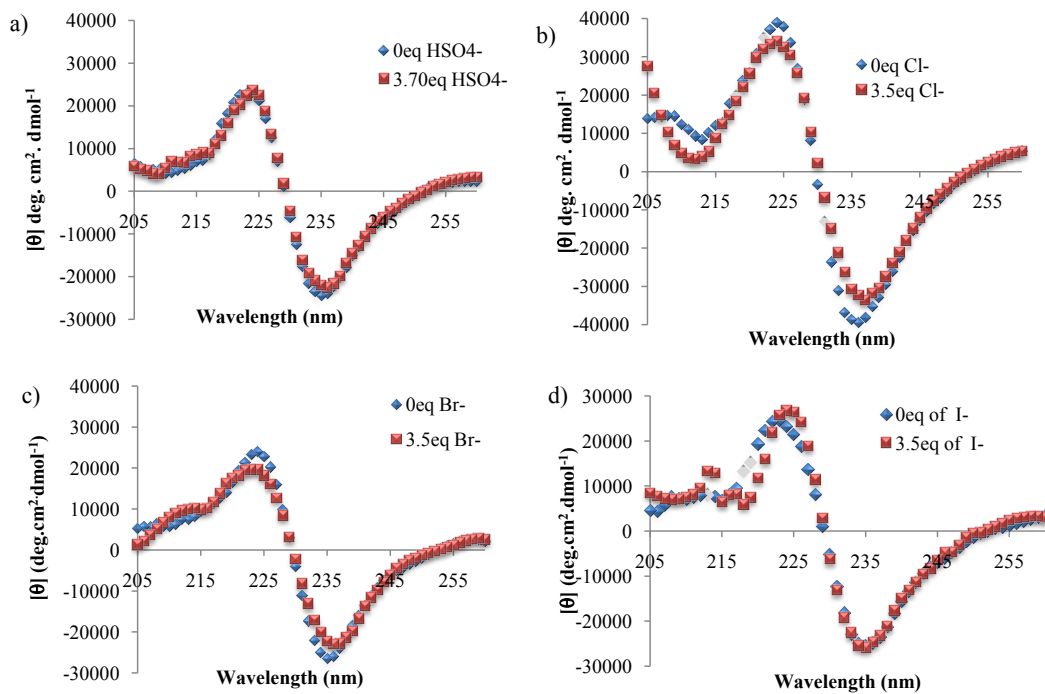 a)
40000
30000
20000
10000
0
-10000
-20000
-30000
[θ] deg. cm². dmol⁻¹
0eq HSO4-
3.70eq HSO4-
205 215 225 235 245 255
Wavelength (nm)
b)
40000
30000
20000
10000
0
-10000
-20000
-30000
-40000
[θ] deg. cm². dmol⁻¹
0eq Cl-
3.5eq Cl-
205 215 225 235 245 255
Wavelength (nm)
c)
40000
30000
20000
10000
0
-10000
-20000
30000
[θ] (deg.cm².dmol⁻¹)
0eq Br-
3.5eq Br-
205 215 225 235 245 255
Wavelength (nm)
d)
30000
20000
10000
0
-10000
-20000
-30000
[θ] (deg.cm².dmol⁻¹)
0eq of I-
3.5eq of I-
205 215 225 235 245 255
Wavelength (nm)